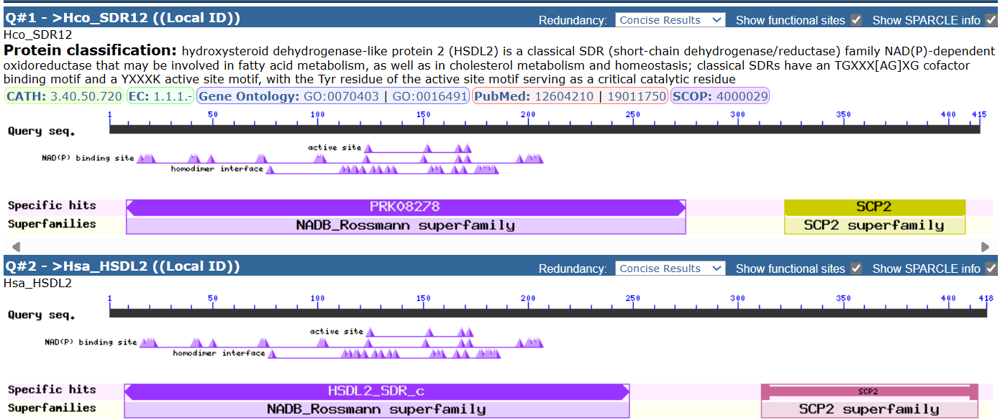 Q#1 - >Hco_SDR12 ((Local ID))
Redundancy: Concise Results Show functional sites Show SPARCLE info
Hco_SDR12
Protein classification: hydroxysteroid dehydrogenase-like protein 2 (HSDL2) is a classical SDR (short-chain dehydrogenase/reductase) family NAD(P)-dependent
oxidoreductase that may be involved in fatty acid metabolism, as well as in cholesterol metabolism and homeostasis; classical SDRs have an TGXXX[AG]XG cofactor
binding motif and a YXXXK active site motif, with the Tyr residue of the active site motif serving as a critical catalytic residue
CATH: 3.40.50.720 EC: 1.1.1.- Gene Ontology: GO:0070403 | GO:0016491 PubMed: 12604210 | 19011750 SCOP: 4000029
1 50 100 150 200 250 300 350 400 415
Query seq.
active site
NAD(P) binding site
homodimer interface
Specific hits PRK08278 SCP2
Superfamilies NADB_Rossmann superfamily SCP2 superfamily
Q#2 - >Hsa_HSDL2 ((Local ID))
Redundancy: Concise Results Show functional sites Show SPARCLE info
Hsa_HSDL2
1 50 100 150 200 250 300 350 400 418
Query seq.
active site
NAD(P) binding site
homodimer interface
Specific hits HSDL2_SDR_c SCP2
Superfamilies NADB_Rossmann superfamily SCP2 superfamily